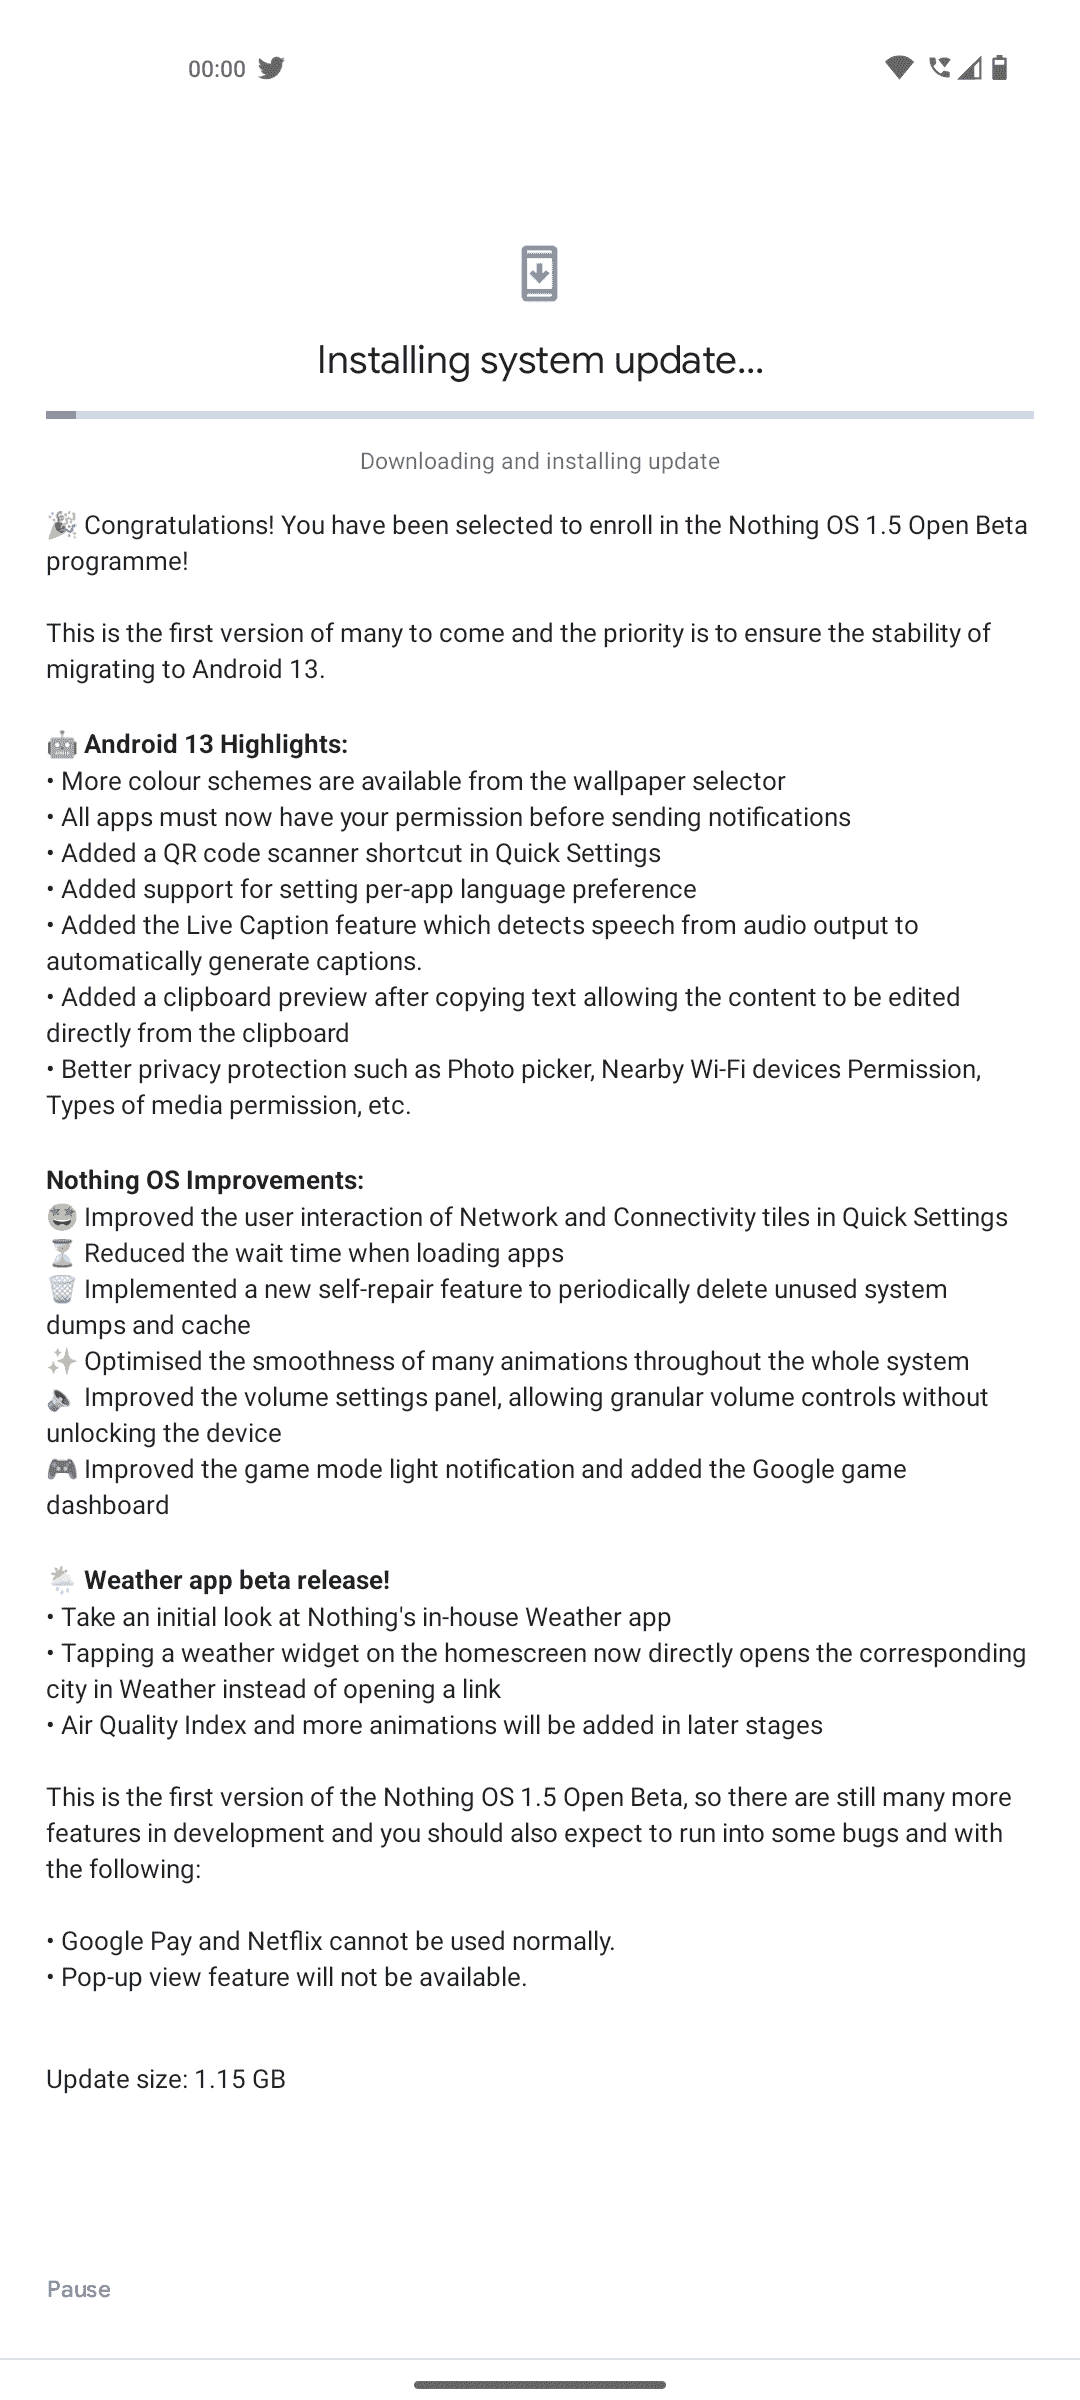 00:00
Installing system update...
Downloading and installing update
🎉 Congratulations! You have been selected to enroll in the Nothing OS 1.5 Open Beta
programme!
This is the first version of many to come and the priority is to ensure the stability of
migrating to Android 13.
🤖 Android 13 Highlights:
• More colour schemes are available from the wallpaper selector
• All apps must now have your permission before sending notifications
• Added a QR code scanner shortcut in Quick Settings
• Added support for setting per-app language preference
• Added the Live Caption feature which detects speech from audio output to
automatically generate captions.
• Added a clipboard preview after copying text allowing the content to be edited
directly from the clipboard
• Better privacy protection such as Photo picker, Nearby Wi-Fi devices Permission,
Types of media permission, etc.
Nothing OS Improvements:
🤩 Improved the user interaction of Network and Connectivity tiles in Quick Settings
⏳ Reduced the wait time when loading apps
🗑️ Implemented a new self-repair feature to periodically delete unused system
dumps and cache
✨ Optimised the smoothness of many animations throughout the whole system
🔈 Improved the volume settings panel, allowing granular volume controls without
unlocking the device
🎮 Improved the game mode light notification and added the Google game
dashboard
🌦️ Weather app beta release!
• Take an initial look at Nothing's in-house Weather app
• Tapping a weather widget on the homescreen now directly opens the corresponding
city in Weather instead of opening a link
• Air Quality Index and more animations will be added in later stages
This is the first version of the Nothing OS 1.5 Open Beta, so there are still many more
features in development and you should also expect to run into some bugs and with
the following:
• Google Pay and Netflix cannot be used normally.
• Pop-up view feature will not be available.
Update size: 1.15 GB
Pause